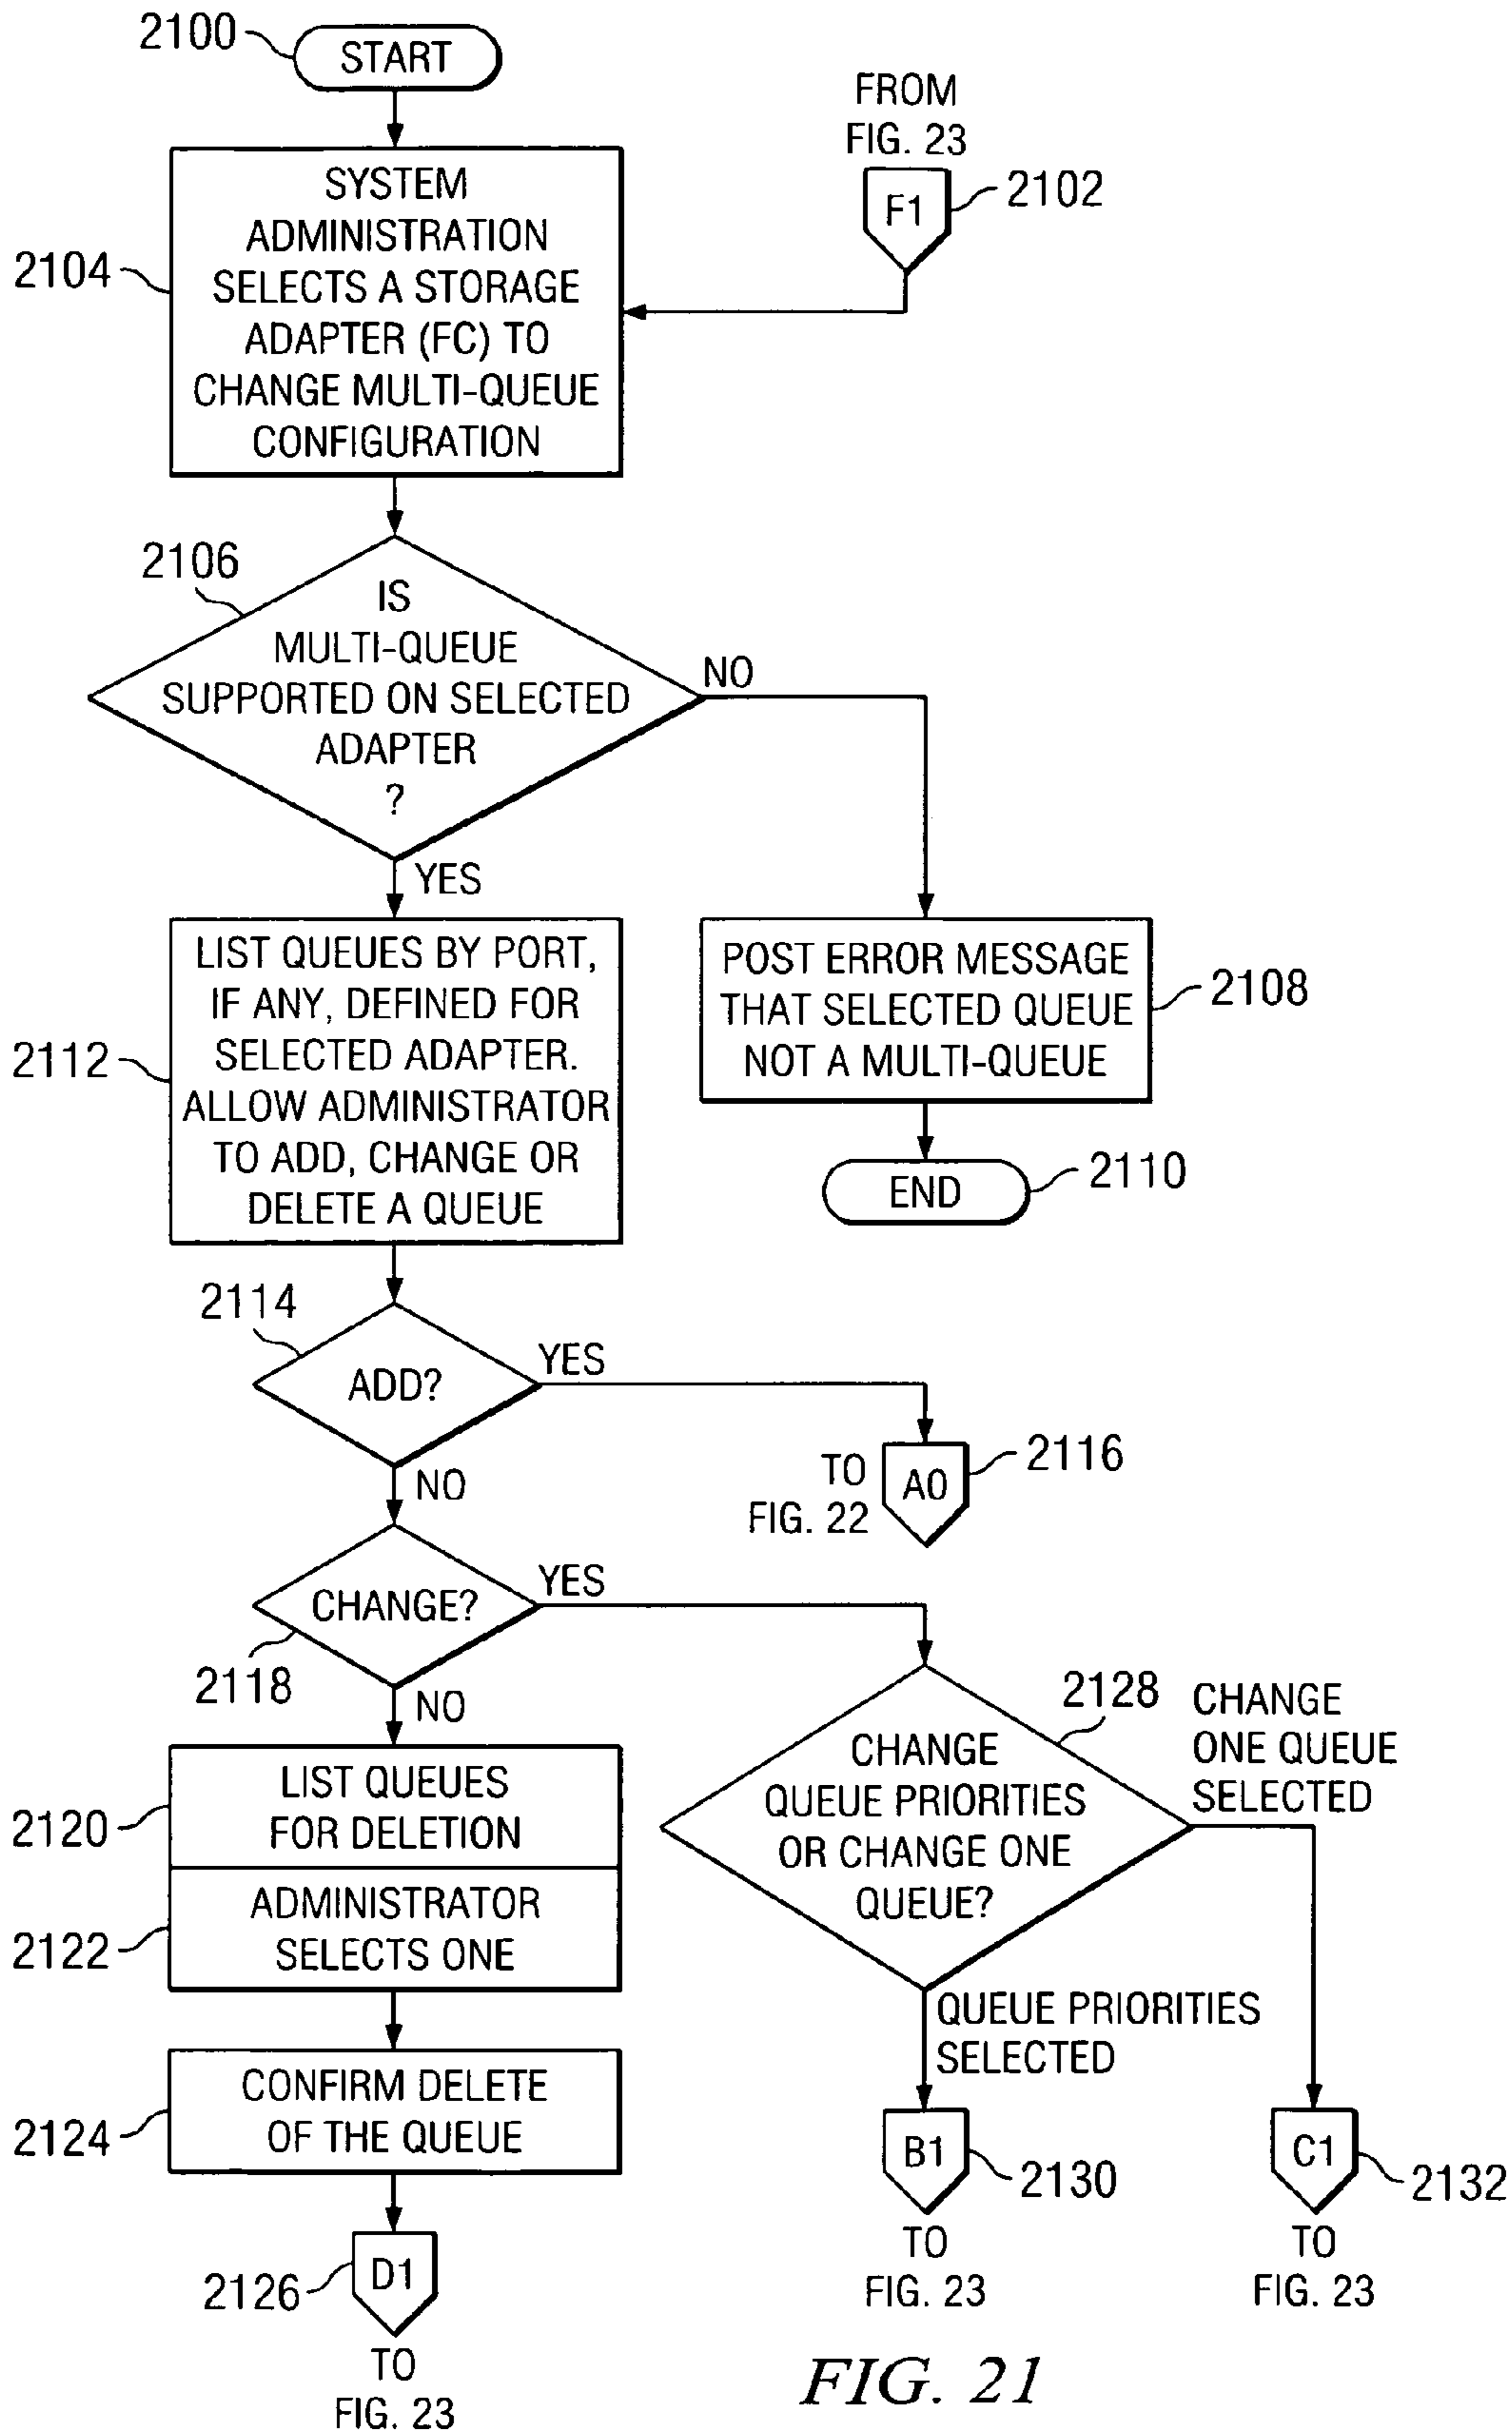 2100
START
FROM
FIG. 23
F1
2102
2104
SYSTEM
ADMINISTRATION
SELECTS A STORAGE
ADAPTER (FC) TO
CHANGE MULTI-QUEUE
CONFIGURATION
2106
IS
MULTI-QUEUE
SUPPORTED ON SELECTED
ADAPTER
?
NO
YES
2112
LIST QUEUES BY PORT,
IF ANY, DEFINED FOR
SELECTED ADAPTER.
ALLOW ADMINISTRATOR
TO ADD, CHANGE OR
DELETE A QUEUE
POST ERROR MESSAGE
THAT SELECTED QUEUE
NOT A MULTI-QUEUE
2108
END
2110
2114
ADD?
YES
NO
TO
FIG. 22
A0
2116
CHANGE?
YES
2118
NO
2128
CHANGE
QUEUE PRIORITIES
OR CHANGE ONE
QUEUE?
CHANGE
ONE QUEUE
SELECTED
2120
LIST QUEUES
FOR DELETION
2122
ADMINISTRATOR
SELECTS ONE
QUEUE PRIORITIES
SELECTED
2124
CONFIRM DELETE
OF THE QUEUE
B1
2130
TO
FIG. 23
C1
2132
TO
FIG. 23
2126
D1
TO
FIG. 23
FIG. 21